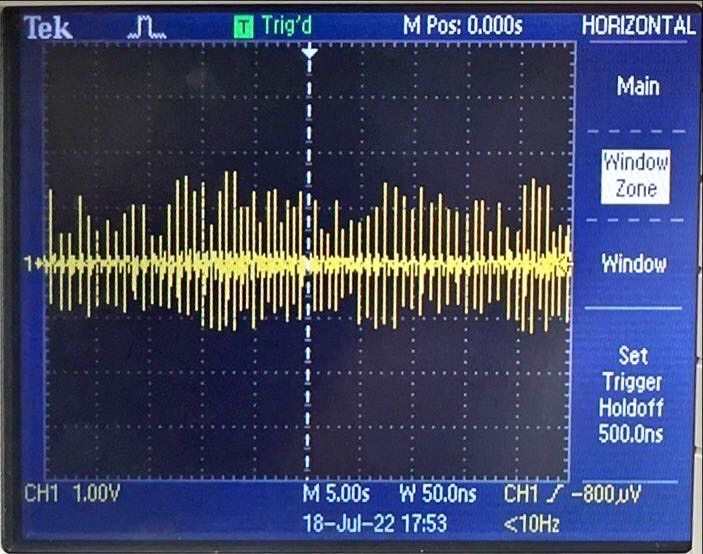 Tek
T Trig'd
M Pos: 0.000s
HORIZONTAL
Main
Window
Zone
Window
Set
Trigger
Holdoff
500.0ns
1
CH1 1.00V
M 5.00s
W 50.0ns
CH1 -800µV
18-Jul-22 17:53
<10Hz